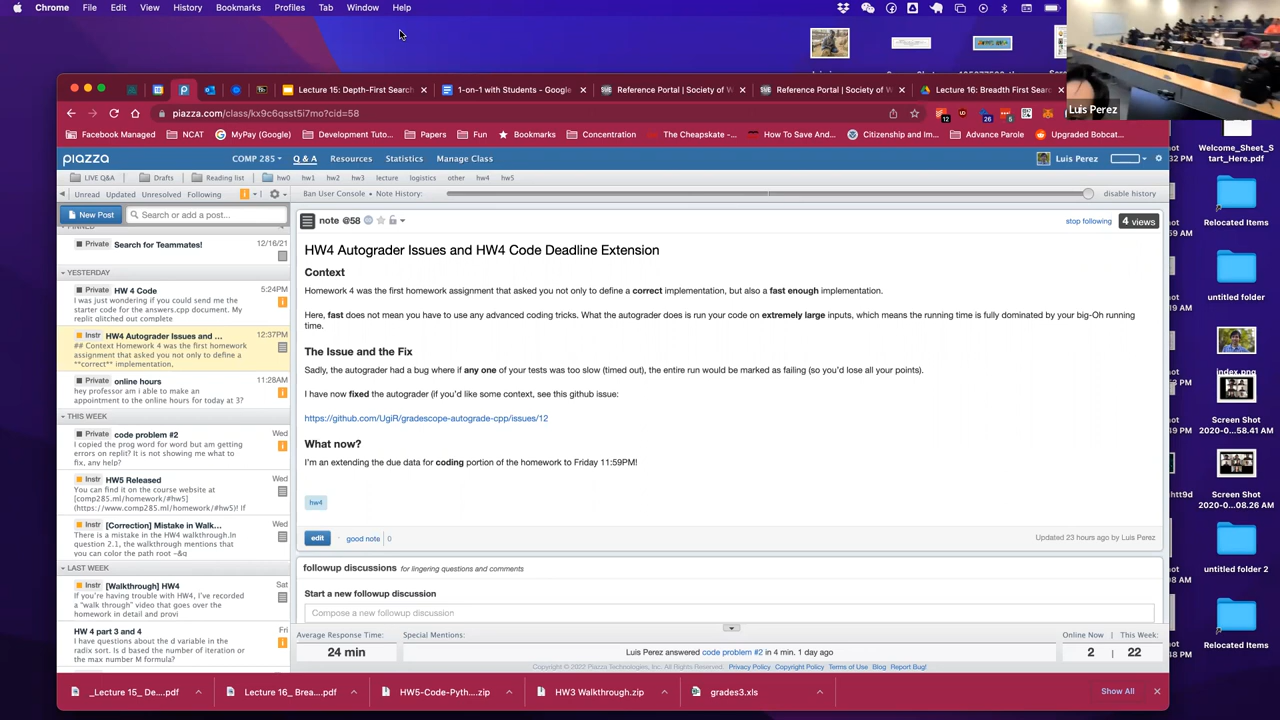 Chrome File Edit View History Bookmarks Profiles Tab Window Help
Luis Perez
Lecture 15: Depth-First Search
1-on-1 with Students - Google
Reference Portal | Society of W
Reference Portal | Society of W
Lecture 16: Breadth First Search
piazza.com/class/kx9c6qsst5i7mo?cid=58
Facebook Managed NCAT MyPay (Google) Development Tuto... Papers Fun Bookmarks Concentration The Cheapskate -... How To Save And... Citizenship and Im... Advance Parole Upgraded Bobcat...
piazza COMP 285 Q & A Resources Statistics Manage Class Luis Perez
LIVE Q&A Drafts Reading list hw0 hw1 hw2 hw3 lecture logistics other hw4 hw5
Unread Updated Unresolved Following
Ban User Console • Note History: disable history
New Post Search or add a post...
Private Search for Teammates! 12/16/21
YESTERDAY
Private HW 4 Code 5:24PM
I was just wondering if you could send me the
starter code for the answers.cpp document. My
replit glitched out complete
Instr HW4 Autograder Issues and ... 12:37PM
## Context Homework 4 was the first homework
assignment that asked you not only to define a
**correct** implementation,
Private online hours 11:28AM
hey professor am i able to make an
appointment to the online hours for today at 3?
THIS WEEK
Private code problem #2 Wed
I copied the prog word for word but am getting
errors on replit? It is not showing me what to
fix, any help?
Instr HW5 Released Wed
You can find it on the course website at
[comp285.ml/homework/#hw5]
(https://www.comp285.ml/homework/#hw5) If
Instr [Correction] Mistake in Walk... Wed
There is a mistake in the HW4 walkthrough.In
question 2.1, the walkthrough mentions that
you can color the path root -&g
LAST WEEK
Instr [Walkthrough] HW4 Sat
If you're having trouble with HW4, I've recorded
a "walk through" video that goes over the
homework in detail and provi
HW 4 part 3 and 4 Fri
I have questions about the d variable in the
radix sort. Is d based the number of iteration or
the max number M formula?
note @58
stop following 4 views
HW4 Autograder Issues and HW4 Code Deadline Extension
Context
Homework 4 was the first homework assignment that asked you not only to define a correct implementation, but also a fast enough implementation.
Here, fast does not mean you have to use any advanced coding tricks. What the autograder does is run your code on extremely large inputs, which means the running time is fully dominated by your big-Oh running
time.
The Issue and the Fix
Sadly, the autograder had a bug where if any one of your tests was too slow (timed out), the entire run would be marked as failing (so you'd lose all your points).
I have now fixed the autograder (if you'd like some context, see this github issue:
https://github.com/UgiR/gradescope-autograde-cpp/issues/12
What now?
I'm an extending the due data for coding portion of the homework to Friday 11:59PM!
hw4
edit good note 0
Updated 23 hours ago by Luis Perez
followup discussions for lingering questions and comments
Start a new followup discussion
Compose a new followup discussion
Average Response Time: Special Mentions: Online Now This Week:
24 min Luis Perez answered code problem #2 in 4 min. 1 day ago 2 | 22
Copyright © 2022 Piazza Technologies, Inc. All Rights Reserved. Privacy Policy Copyright Policy Terms of Use Blog Report Bug!
_Lecture 15_ De....pdf
Lecture 16_ Brea....pdf
HW5-Code-Pyth....zip
HW3 Walkthrough.zip
grades3.xls
Show All
Welcome_Sheet_S
tart_Here.pdf
Relocated Items
untitled folder
index.png
Screen Shot
2020-0...58.41 AM
Screen Shot
2020-0...08.26 AM
untitled folder 2
Relocated Items